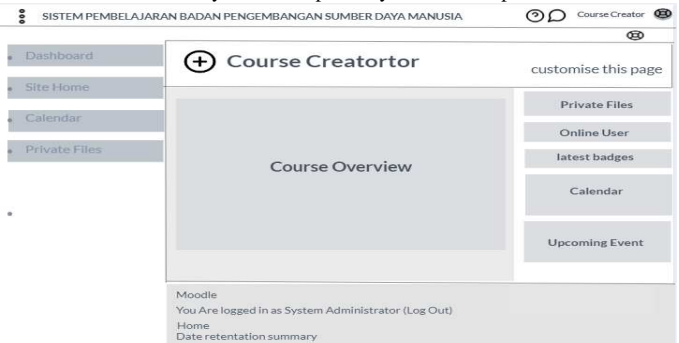 SISTEM PEMBELAJARAN BADAN PENGEMBANGAN SUMBER DAYA MANUSIA
Course Creator
Dashboard
Site Home
Calendar
Private Files
Course Creatortor
customise this page
Course Overview
Private Files
Online User
latest badges
Calendar
Upcoming Event
Moodle
You Are logged in as System Administrator (Log Out)
Home
Date retentation summary